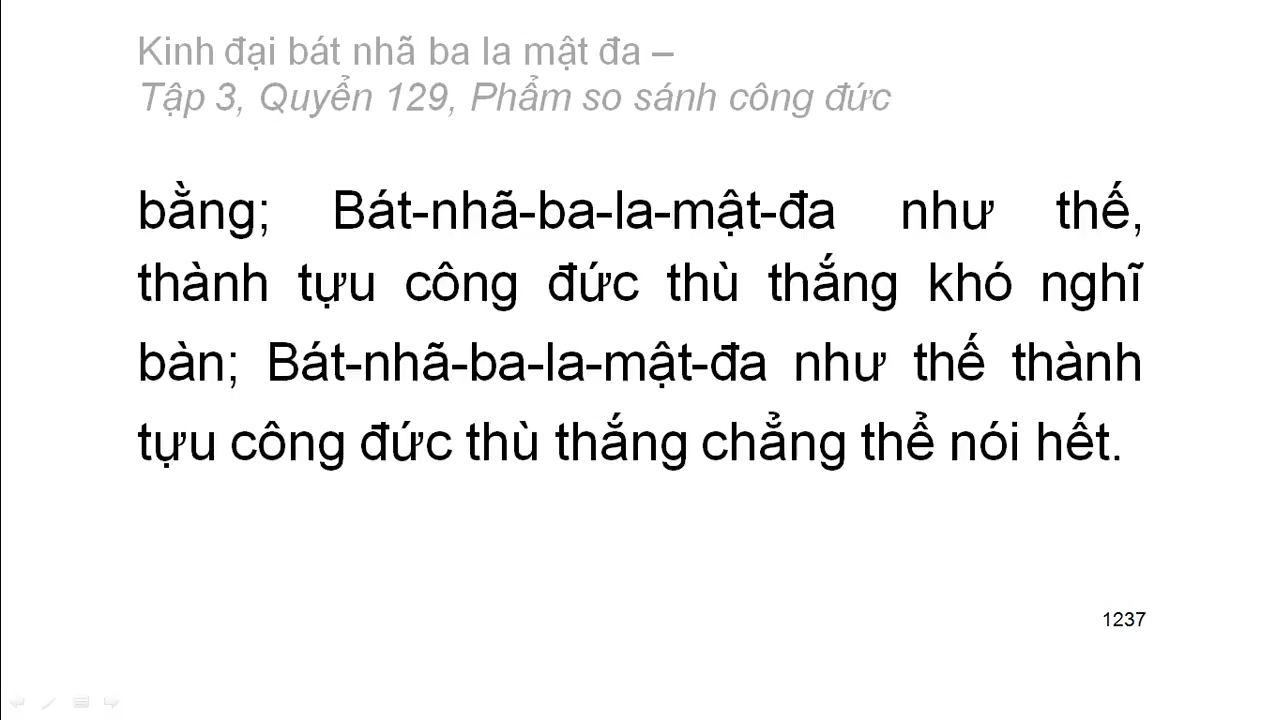 Kinh đại bát nhã ba la mật đa –
Tập 3, Quyển 129, Phẩm so sánh công đức
bằng; Bát-nhã-ba-la-mật-đa như thế,
thành tựu công đức thù thắng khó nghĩ
bàn; Bát-nhã-ba-la-mật-đa như thế thành
tựu công đức thù thắng chẳng thể nói hết.
1237